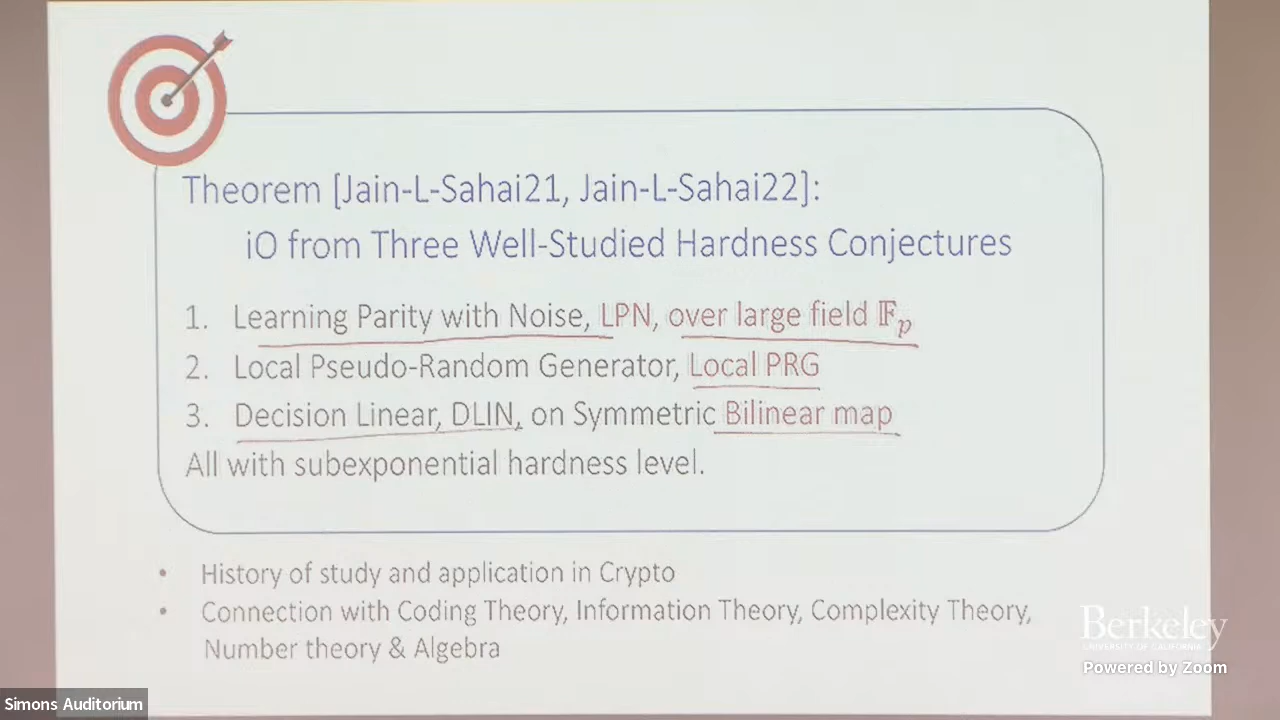 Theorem [Jain-L-Sahai21, Jain-L-Sahai22]:
iO from Three Well-Studied Hardness Conjectures
1. Learning Parity with Noise, LPN, over large field 𝔽ₚ
2. Local Pseudo-Random Generator, Local PRG
3. Decision Linear, DLIN, on Symmetric Bilinear map
All with subexponential hardness level.
• History of study and application in Crypto
• Connection with Coding Theory, Information Theory, Complexity Theory,
Number theory & Algebra
Berkeley
UNIVERSITY OF CALIFORNIA
Powered by Zoom
Simons Auditorium